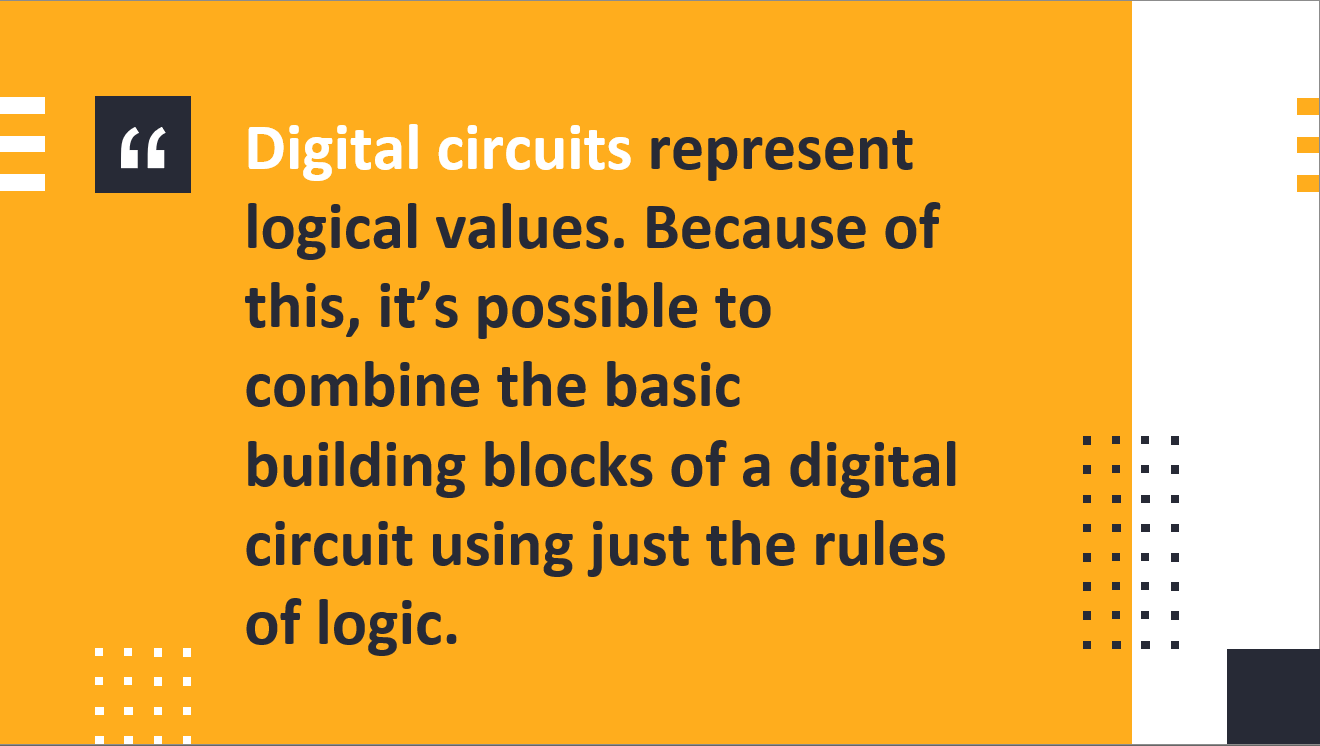 “
Digital circuits represent
logical values. Because of
this, it’s possible to
combine the basic
building blocks of a digital
circuit using just the rules
of logic.